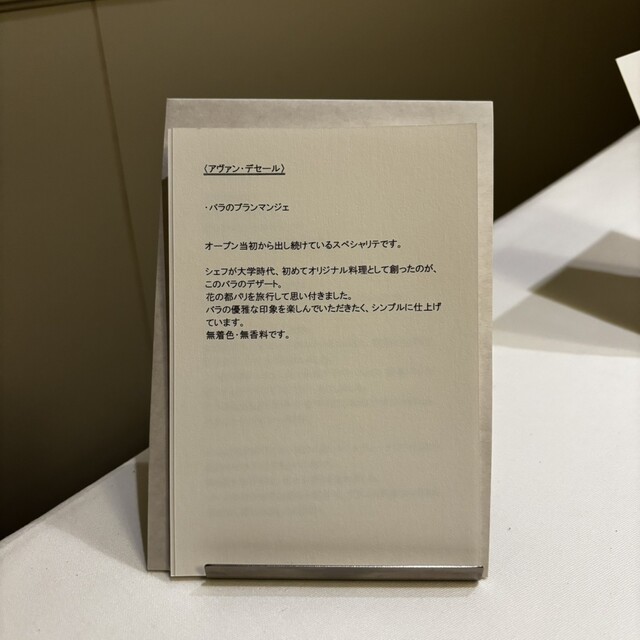 〈アヴァン・デセール〉
・バラのブランマンジェ
オープン当初から出し続けているスペシャリテです。
シェフが大学時代、初めてオリジナル料理として創ったのが、
このバラのデザート。
花の都パリを旅行して思い付きました。
バラの優雅な印象を楽しんでいただきたく、シンプルに仕上げ
ています。
無着色・無香料です。